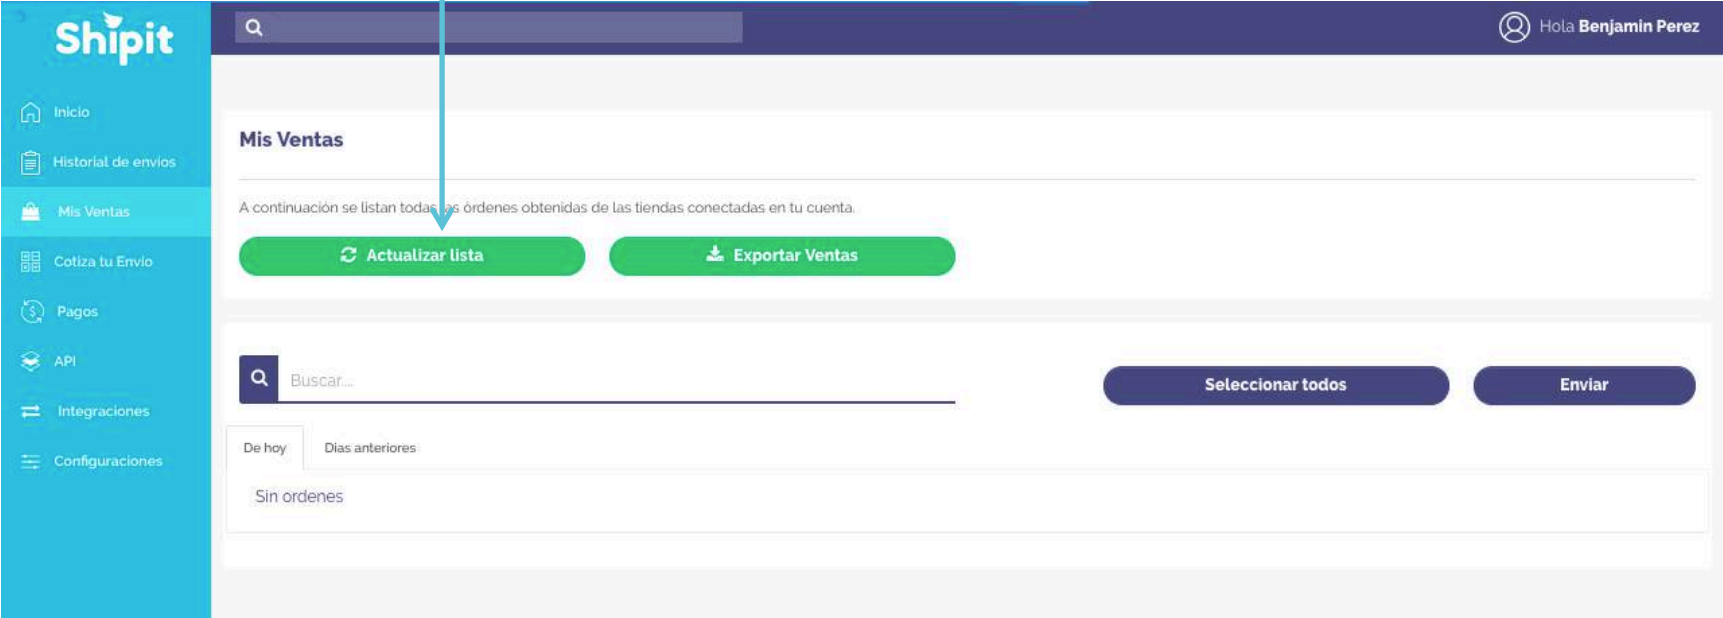 Shipit
Hola Benjamin Perez
Inicio
Historial de envios
Mis Ventas
Cotiza tu Envio
Pagos
API
Integraciones
Configuraciones
Mis Ventas
A continuación se listan todas las órdenes obtenidas de las tiendas conectadas en tu cuenta.
Actualizar lista
Exportar Ventas
Buscar...
Seleccionar todos
Enviar
De hoy
Dias anteriores
Sin ordenes